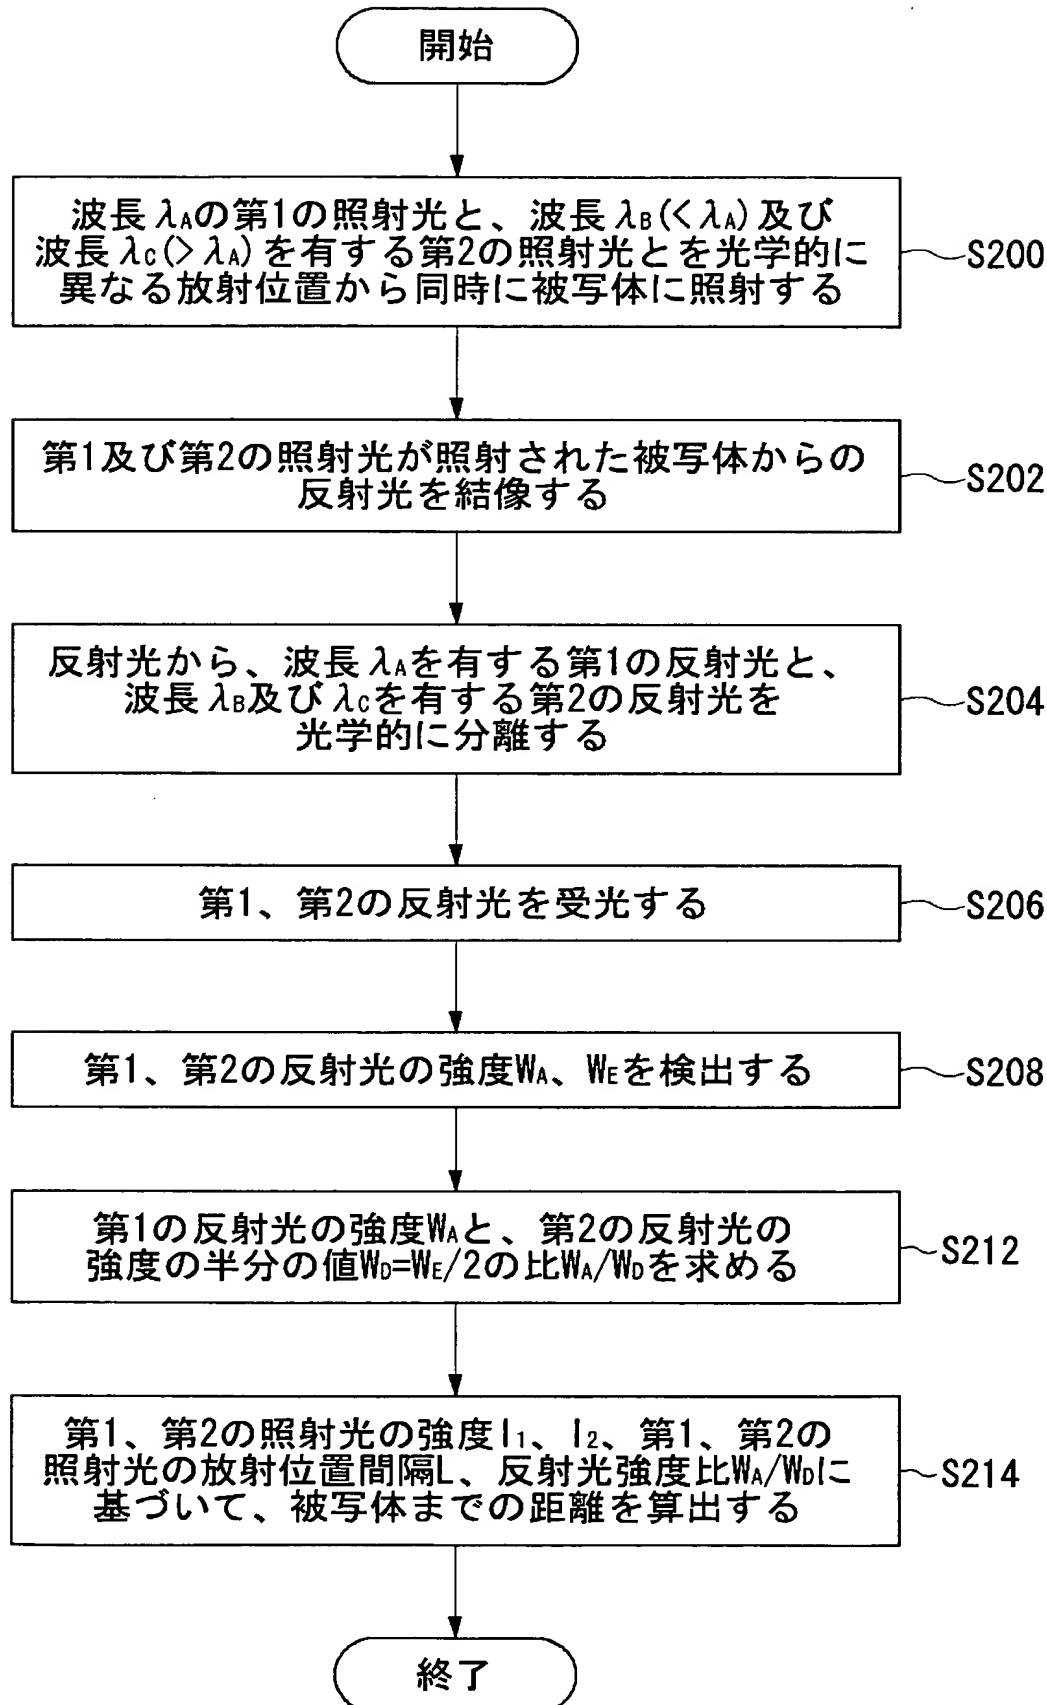 開始
波長λAの第1の照射光と、波長λB(<λA)及び
波長λC(>λA)を有する第2の照射光とを光学的に
異なる放射位置から同時に被写体に照射する
S200
第1及び第2の照射光が照射された被写体からの
反射光を結像する
S202
反射光から、波長λAを有する第1の反射光と、
波長λB及びλCを有する第2の反射光を
光学的に分離する
S204
第1、第2の反射光を受光する
S206
第1、第2の反射光の強度WA、WEを検出する
S208
第1の反射光の強度WAと、第2の反射光の
強度の半分の値WD=WE/2の比WA/WDを求める
S212
第1、第2の照射光の強度I1、I2、第1、第2の
照射光の放射位置間隔L、反射光強度比WA/WDに
基づいて、被写体までの距離を算出する
S214
終了